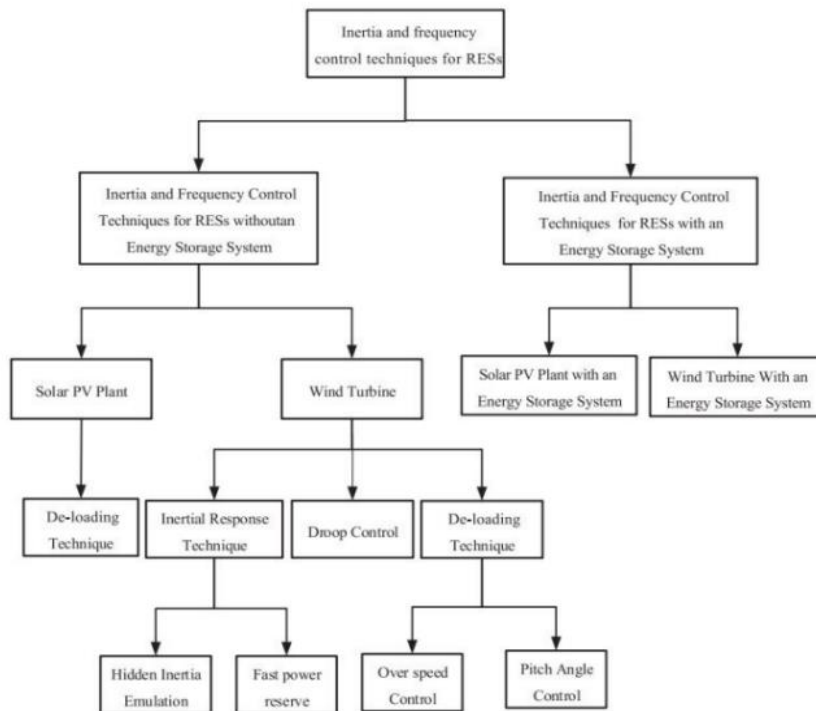 Inertia and frequency
control techniques for RESs
Inertia and Frequency Control
Techniques for RESs withoutan
Energy Storage System
Inertia and Frequency Control
Techniques for RESs with an
Energy Storage System
Solar PV Plant
Wind Turbine
Solar PV Plant with an
Energy Storage System
Wind Turbine With an
Energy Storage System
De-loading
Technique
Inertial Response
Technique
Droop Control
De-loading
Technique
Hidden Inertia
Emulation
Fast power
reserve
Over speed
Control
Pitch Angle
Control